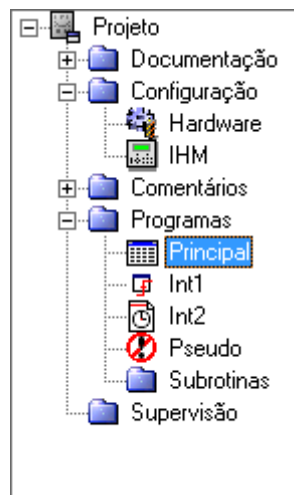 Projeto
Documentação
Configuração
Hardware
IHM
Comentários
Programas
Principal
Int1
Int2
Pseudo
Subrotinas
Supervisão